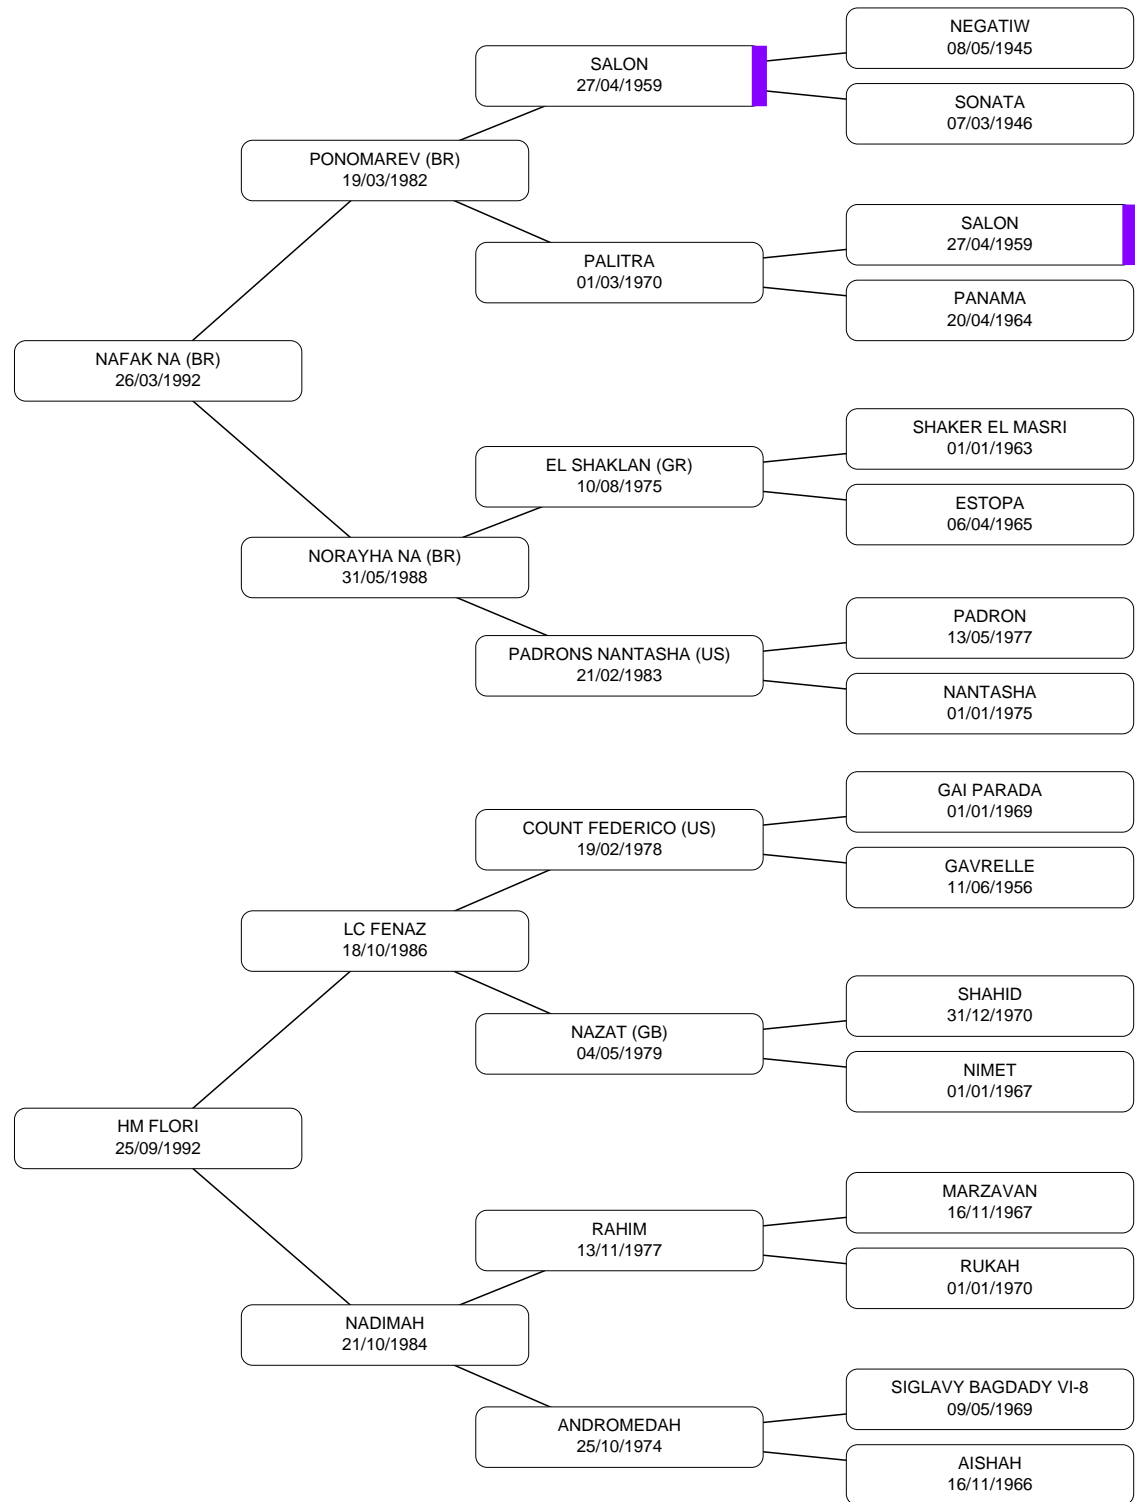 NEGATIW
08/05/1945
SALON
27/04/1959
SONATA
07/03/1946
PONOMAREV (BR)
19/03/1982
SALON
27/04/1959
PALITRA
01/03/1970
PANAMA
20/04/1964
NAFAK NA (BR)
26/03/1992
SHAKER EL MASRI
01/01/1963
EL SHAKLAN (GR)
10/08/1975
ESTOPA
06/04/1965
NORAYHA NA (BR)
31/05/1988
PADRON
13/05/1977
PADRONS NANTASHA (US)
21/02/1983
NANTASHA
01/01/1975
GAI PARADA
01/01/1969
COUNT FEDERICO (US)
19/02/1978
GAVRELLE
11/06/1956
LC FENAZ
18/10/1986
SHAHID
31/12/1970
NAZAT (GB)
04/05/1979
NIMET
01/01/1967
HM FLORI
25/09/1992
MARZAVAN
16/11/1967
RAHIM
13/11/1977
RUKAH
01/01/1970
NADIMAH
21/10/1984
SIGLAVY BAGDADY VI-8
09/05/1969
ANDROMEDAH
25/10/1974
AISHAH
16/11/1966